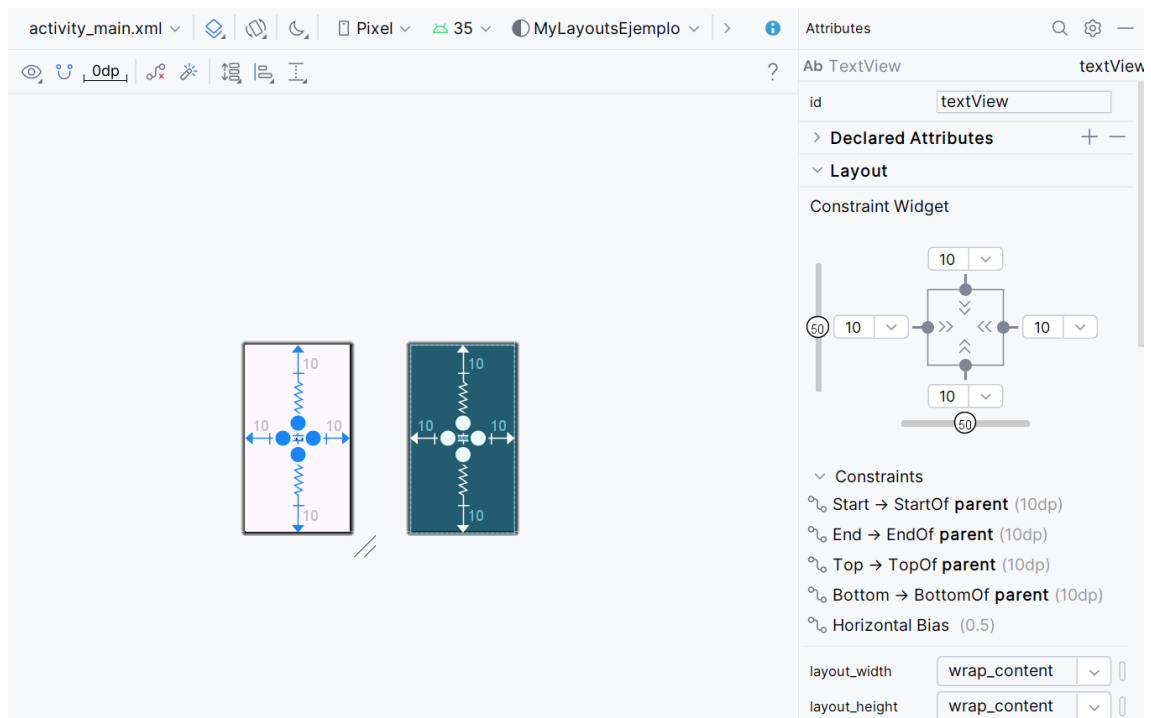 activity_main.xml Pixel 35 MyLayoutsEjemplo
0dp ?
10
10 10
10
10
10 10
10
Attributes
Ab TextView textView
id textView
Declared Attributes
Layout
Constraint Widget
10
50 10 10
10
50
Constraints
Start → StartOf parent (10dp)
End → EndOf parent (10dp)
Top → TopOf parent (10dp)
Bottom → BottomOf parent (10dp)
Horizontal Bias (0.5)
layout_width wrap_content
layout_height wrap_content